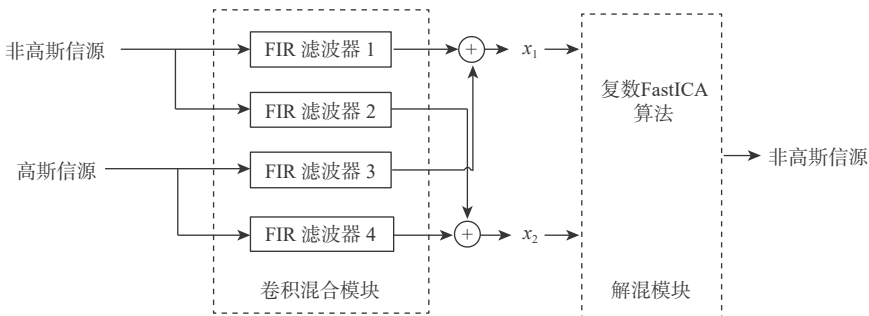 非高斯信源
FIR 滤波器 1
+
x₁
FIR 滤波器 2
复数FastICA
算法
高斯信源
FIR 滤波器 3
非高斯信源
FIR 滤波器 4
+
x₂
卷积混合模块
解混模块